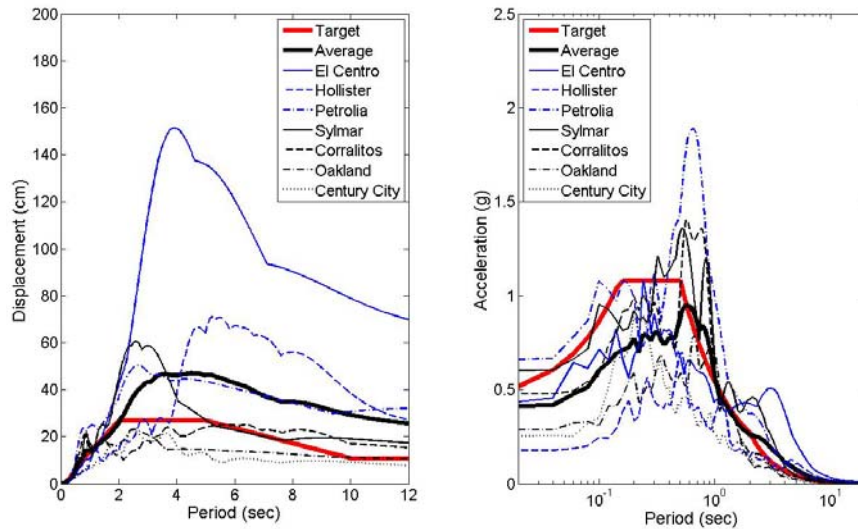 200
180
160
140
120
100
80
60
40
20
0
Displacement (cm)
Target
Average
El Centro
Hollister
Petrolia
Sylmar
Corralitos
Oakland
Century City
0 2 4 6 8 10 12
Period (sec)
2.5
2
1.5
1
0.5
0
Acceleration (g)
Target
Average
El Centro
Hollister
Petrolia
Sylmar
Corralitos
Oakland
Century City
10⁻¹ 10⁰ 10¹
Period (sec)